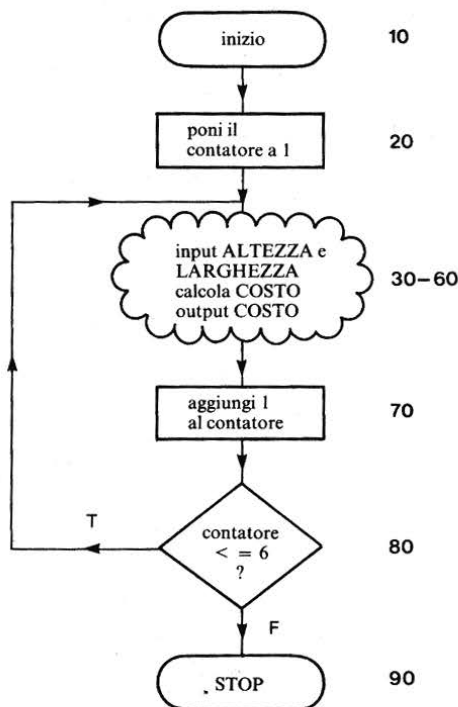 inizio
10
poni il
contatore a 1
20
input ALTEZZA e
LARGHEZZA
calcola COSTO
output COSTO
30-60
aggiungi 1
al contatore
70
T
contatore
< = 6
?
80
F
STOP
90